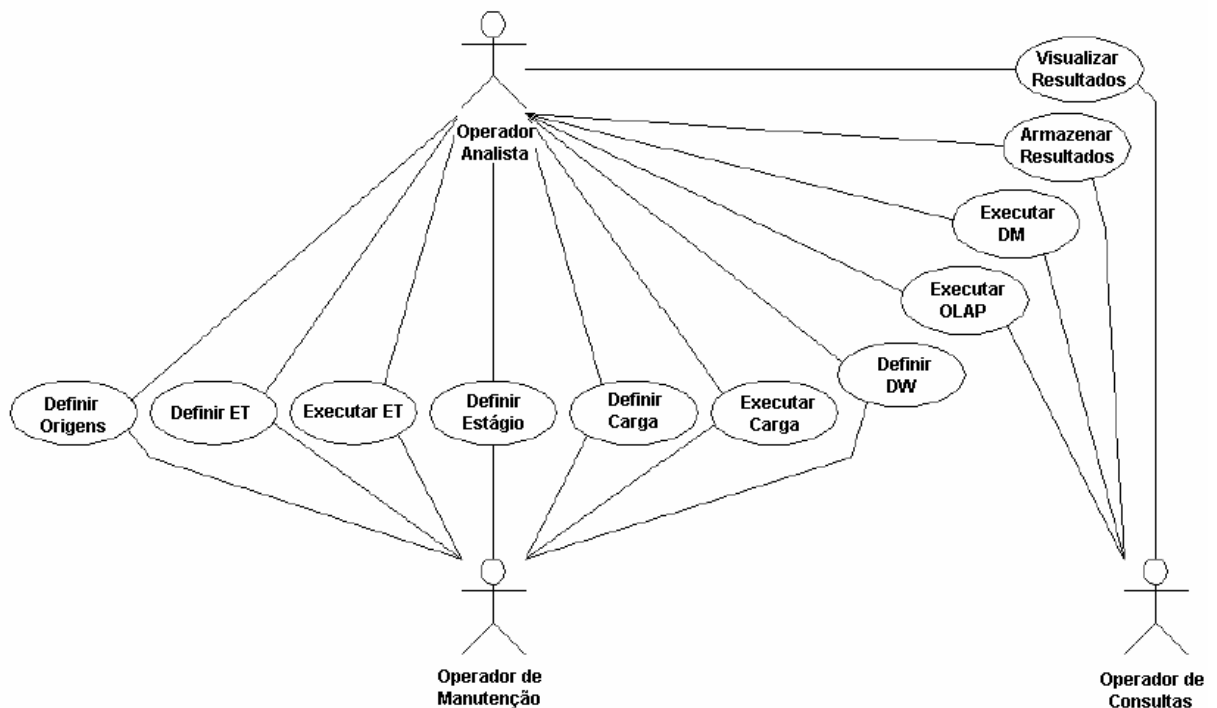 Visualizar
Resultados
Operador
Analista
Armazenar
Resultados
Executar
DM
Executar
OLAP
Definir
DW
Definir
Origens
Definir ET
Executar ET
Definir
Estágio
Definir
Carga
Executar
Carga
Operador de
Manutenção
Operador de
Consultas